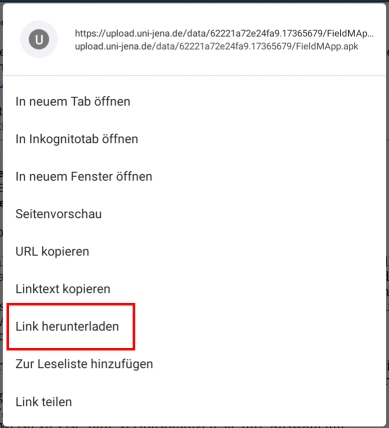 U
https://upload.uni-jena.de/data/62221a72e24fa9.17365679/FieldMAp...
upload.uni-jena.de/data/62221a72e24fa9.17365679/FieldMApp.apk
In neuem Tab öffnen
In Inkognitotab öffnen
In neuem Fenster öffnen
Seitenvorschau
URL kopieren
Linktext kopieren
Link herunterladen
Zur Leseliste hinzufügen
Link teilen